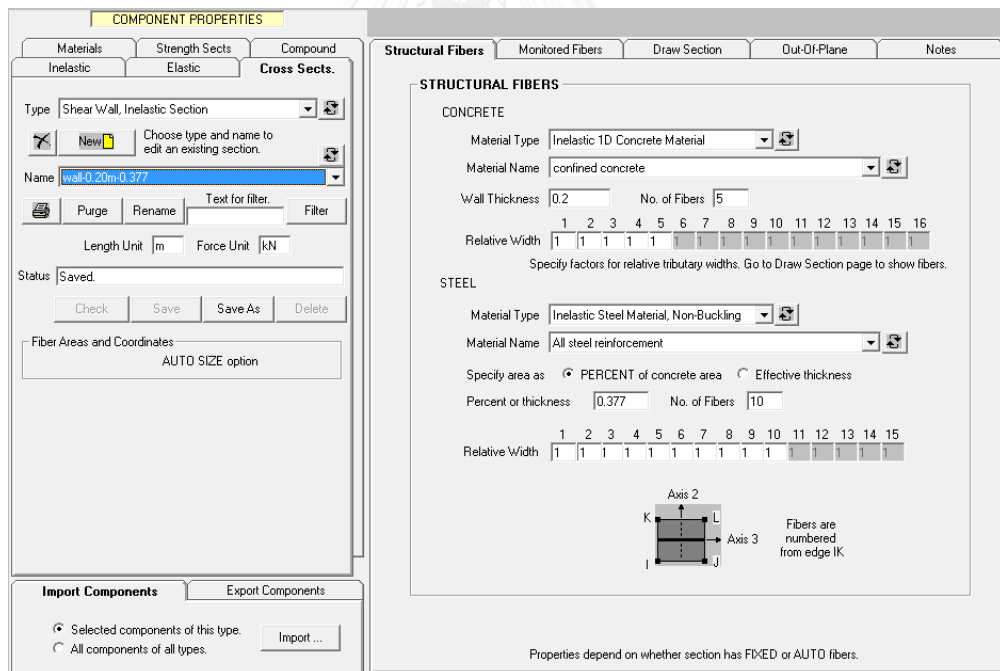 COMPONENT PROPERTIES
Materials Strength Sects Compound
Inelastic Elastic Cross Sects.
Type Shear Wall, Inelastic Section
New Choose type and name to
edit an existing section.
Name wall-0.20m-0.377
Purge Rename Text for filter. Filter
Length Unit m Force Unit kN
Status Saved.
Check Save Save As Delete
Fiber Areas and Coordinates
AUTO SIZE option
Import Components Export Components
Selected components of this type.
All components of all types.
Import ...
Structural Fibers Monitored Fibers Draw Section Out-Of-Plane Notes
STRUCTURAL FIBERS
CONCRETE
Material Type Inelastic 1D Concrete Material
Material Name confined concrete
Wall Thickness 0.2 No. of Fibers 5
1 2 3 4 5 6 7 8 9 10 11 12 13 14 15 16
Relative Width 1 1 1 1 1 1 1 1 1 1 1 1 1 1 1 1
Specify factors for relative tributary widths. Go to Draw Section page to show fibers.
STEEL
Material Type Inelastic Steel Material, Non-Buckling
Material Name All steel reinforcement
Specify area as PERCENT of concrete area Effective thickness
Percent or thickness 0.377 No. of Fibers 10
1 2 3 4 5 6 7 8 9 10 11 12 13 14 15
Relative Width 1 1 1 1 1 1 1 1 1 1 1 1 1 1 1
Axis 2
K L
Axis 3
I J
Fibers are
numbered
from edge IK
Properties depend on whether section has FIXED or AUTO fibers.